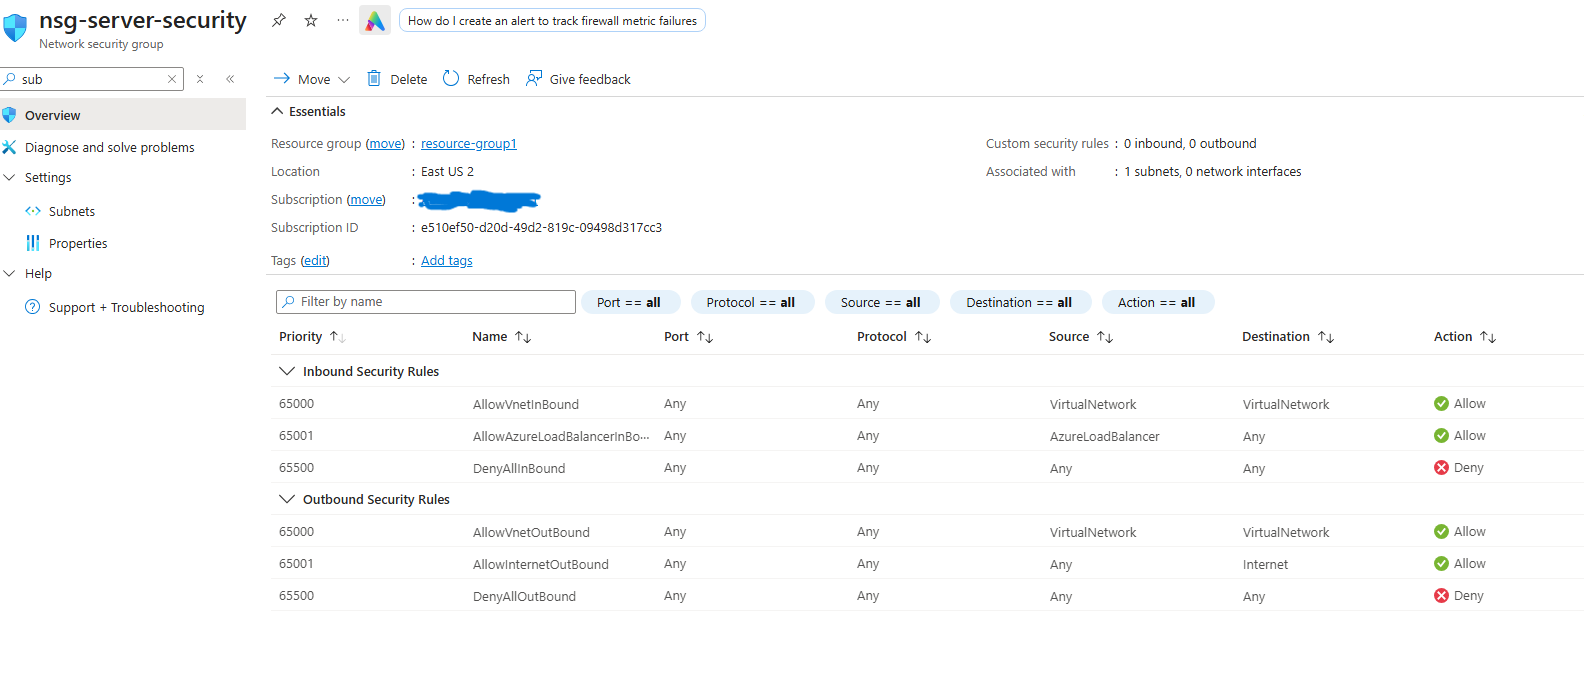 nsg-server-security
How do I create an alert to track firewall metric failures
Network security group
sub
Move
Delete
Refresh
Give feedback
Overview
Diagnose and solve problems
Settings
Subnets
Properties
Help
Support + Troubleshooting
Essentials
Resource group (move) : resource-group1
Location : East US 2
Subscription (move) :
Subscription ID : e510ef50-d20d-49d2-819c-09498d317cc3
Tags (edit) : Add tags
Custom security rules : 0 inbound, 0 outbound
Associated with : 1 subnets, 0 network interfaces
Filter by name Port == all Protocol == all Source == all Destination == all Action == all
Priority Name Port Protocol Source Destination Action
Inbound Security Rules
65000 AllowVnetInBound Any Any VirtualNetwork VirtualNetwork Allow
65001 AllowAzureLoadBalancerInBo... Any Any AzureLoadBalancer Any Allow
65500 DenyAllInBound Any Any Any Any Deny
Outbound Security Rules
65000 AllowVnetOutBound Any Any VirtualNetwork VirtualNetwork Allow
65001 AllowInternetOutBound Any Any Any Internet Allow
65500 DenyAllOutBound Any Any Any Any Deny